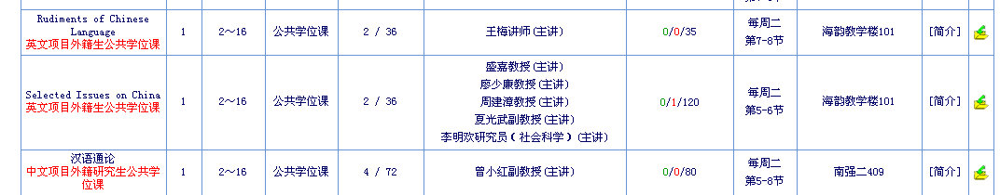 Rudiments of Chinese
Language
英文项目外籍生公共学位课
1
2～16
公共学位课
2 / 36
王梅讲师(主讲)
0/0/35
每周二
第7-8节
海韵教学楼101
[简介]
Selected Issues on China
英文项目外籍生公共学位课
1
2～16
公共学位课
2 / 36
盛嘉教授(主讲)
廖少廉教授(主讲)
周建漳教授(主讲)
夏光武副教授(主讲)
李明欢研究员(社会科学)(主讲)
0/1/120
每周二
第5-6节
海韵教学楼101
[简介]
汉语通论
中文项目外籍研究生公共学
位课
1
2～16
公共学位课
4 / 72
曾小红副教授(主讲)
0/0/80
每周二
第5-8节
南强二409
[简介]